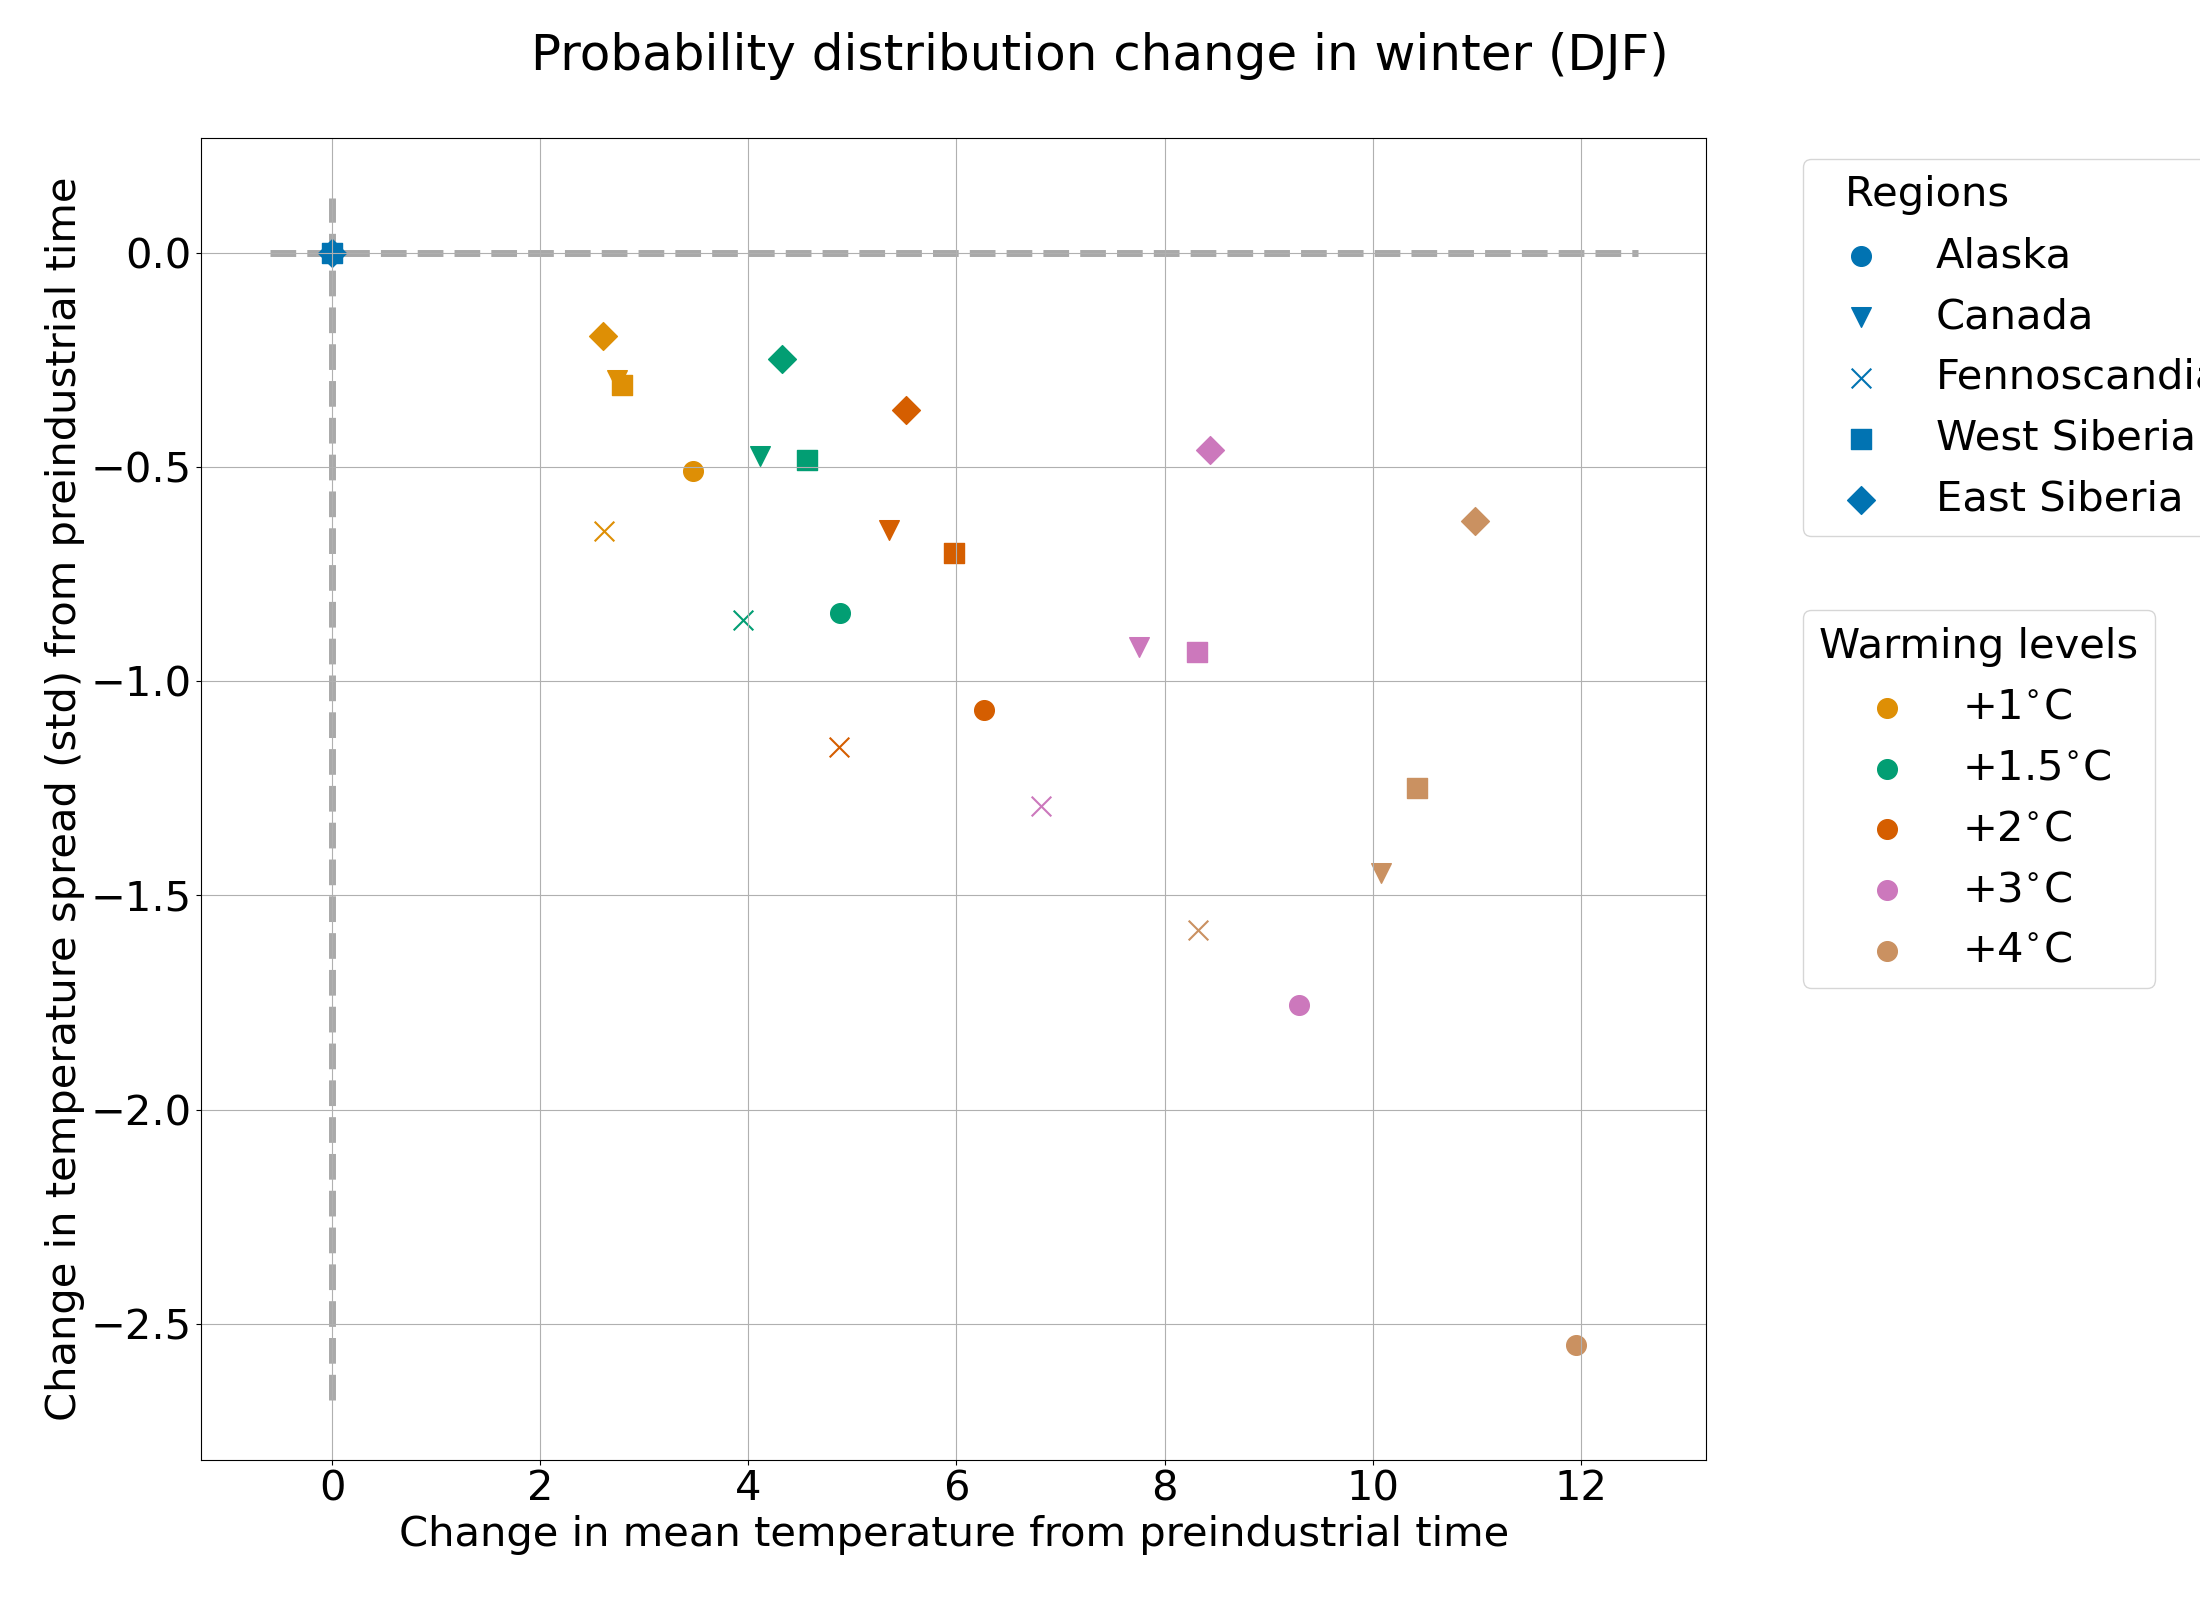 Probability distribution change in winter (DJF)
Change in temperature spread (std) from preindustrial time
0.0
−0.5
−1.0
−1.5
−2.0
−2.5
0 2 4 6 8 10 12
Change in mean temperature from preindustrial time
Regions
Alaska
Canada
Fennoscandia
West Siberia
East Siberia
Warming levels
+1°C
+1.5°C
+2°C
+3°C
+4°C